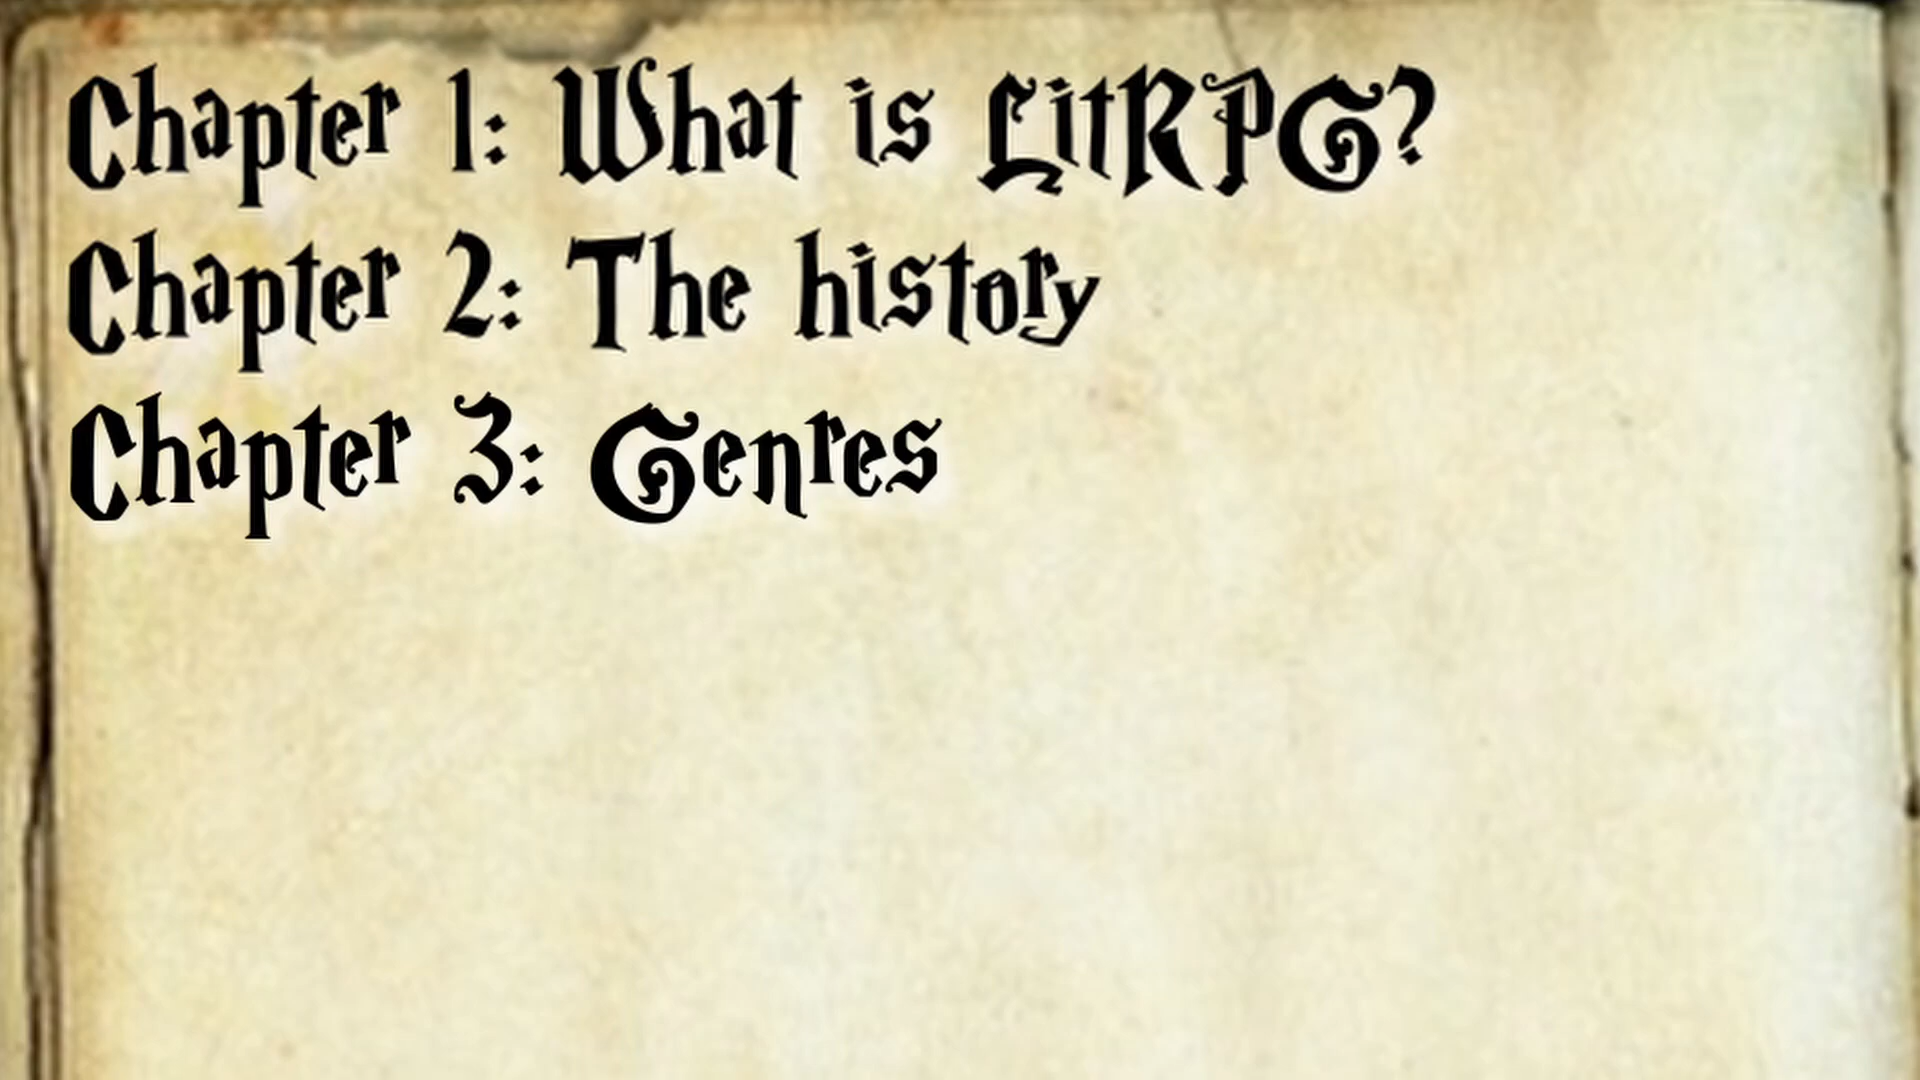 Chapter 1: What is LitRPG?
Chapter 2: The history
Chapter 3: Genres